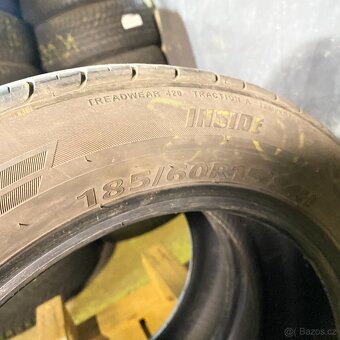 TREADWEAR 420 TRACTION A
INSIDE
185/60R15
© Bazos.cz